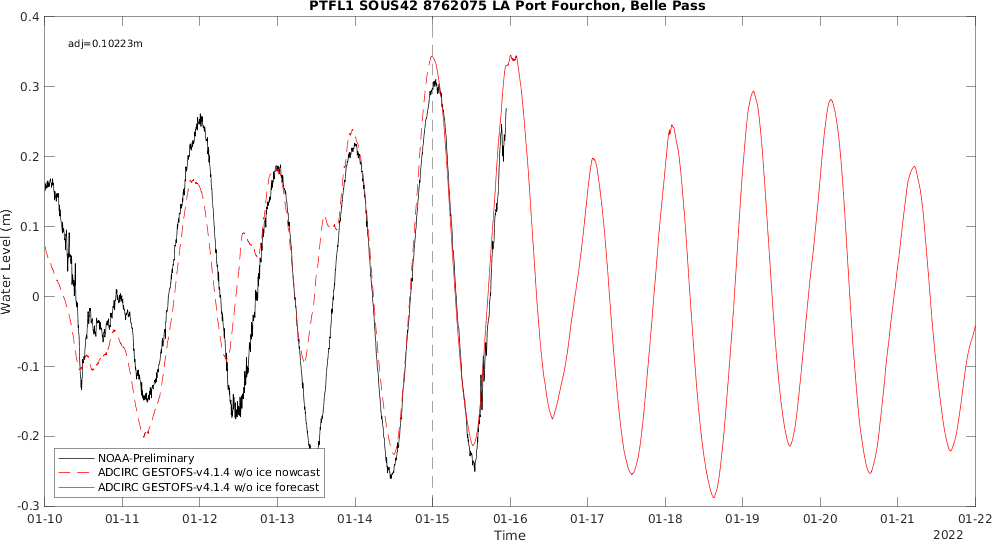 PTFL1 SOUS42 8762075 LA Port Fourchon, Belle Pass
adj=0.10223m
0.4
0.3
0.2
0.1
0
-0.1
-0.2
-0.3
Water Level (m)
NOAA-Preliminary
ADCIRC GESTOFS-v4.1.4 w/o ice nowcast
ADCIRC GESTOFS-v4.1.4 w/o ice forecast
01-10 01-11 01-12 01-13 01-14 01-15 01-16 01-17 01-18 01-19 01-20 01-21 01-22
Time
2022